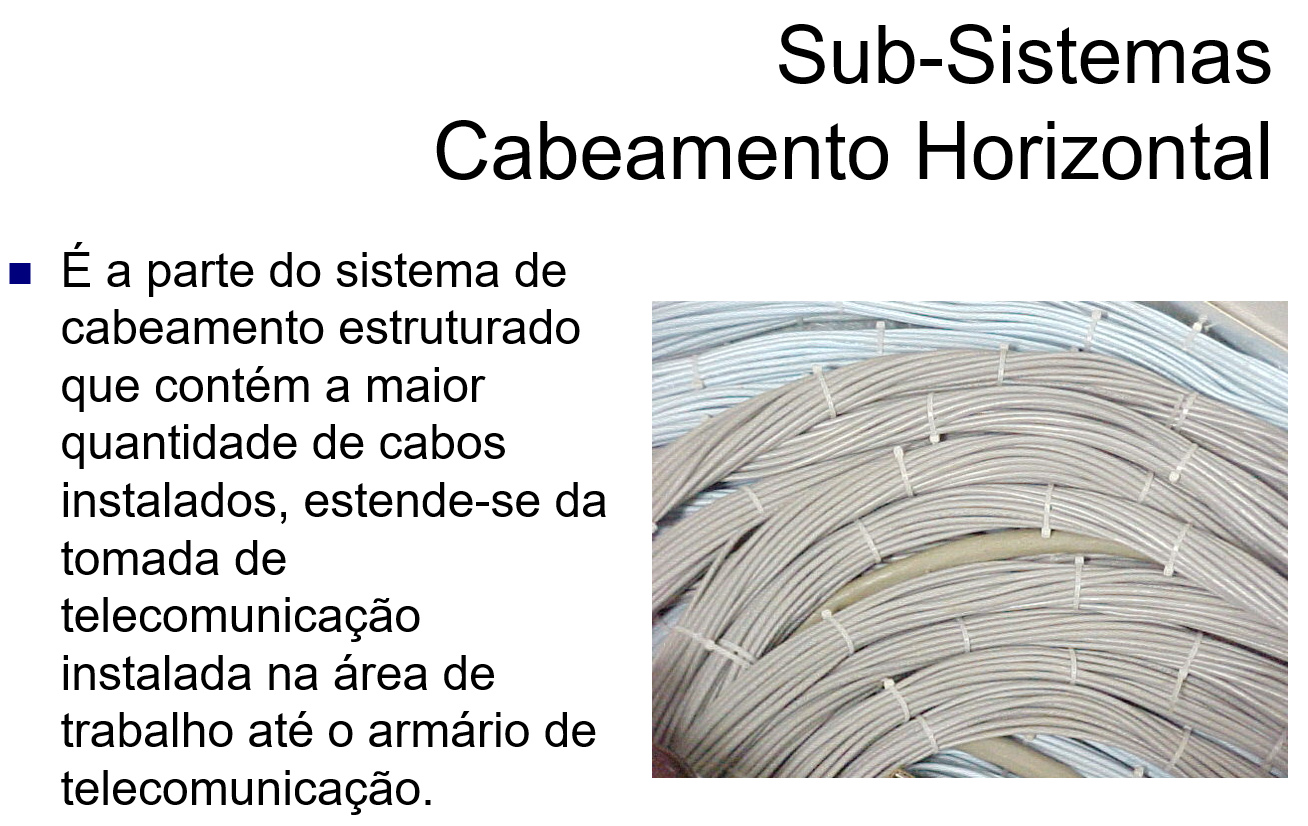 Sub-Sistemas
Cabeamento Horizontal
É a parte do sistema de
cabeamento estruturado
que contém a maior
quantidade de cabos
instalados, estende-se da
tomada de
telecomunicação
instalada na área de
trabalho até o armário de
telecomunicação.